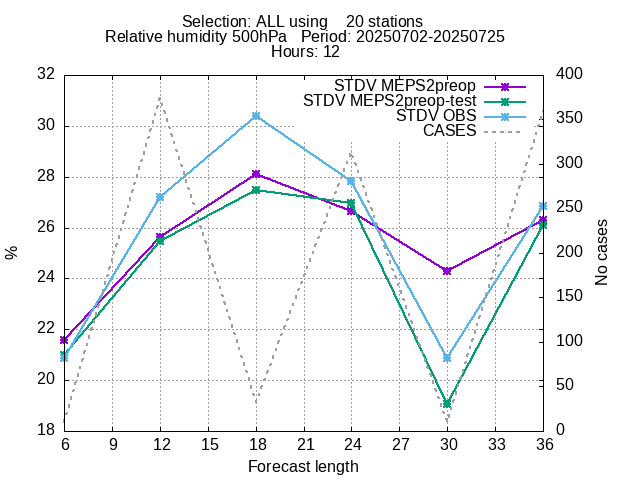 Selection: ALL using    20 stations
Relative humidity 500hPa   Period: 20250702-20250725
Hours: 12
STDV MEPS2preop
STDV MEPS2preop-test
STDV OBS
CASES
32
30
28
26
24
22
20
18
%
400
350
300
250
200
150
100
50
0
No cases
6 9 12 15 18 21 24 27 30 33 36
Forecast length